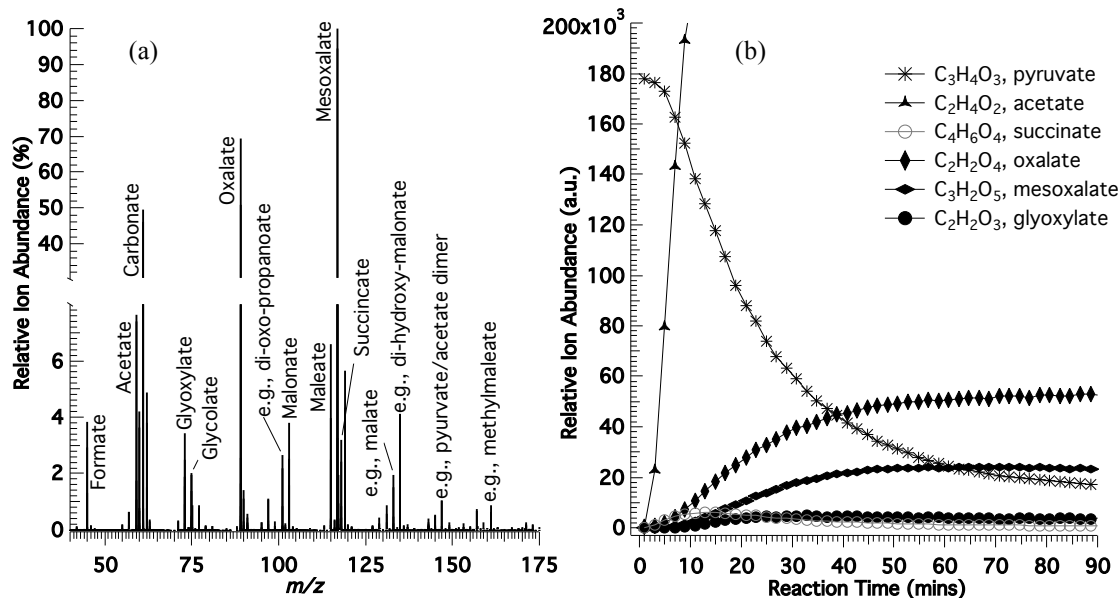 (a)
Relative Ion Abundance (%)
100
90
80
70
60
50
40
6
4
2
0
Formate
Acetate
Carbonate
Glyoxylate
Glycolate
Oxalate
e.g., di-oxo-propanoate
Malonate
Maleate
Mesoxalate
Succincate
e.g., malate
e.g., di-hydroxy-malonate
e.g., pyurvate/acetate dimer
e.g., methylmaleate
50
75
100
125
150
175
m/z
(b)
Relative Ion Abundance (a.u.)
200x10³
180
160
140
120
100
80
60
40
20
0
C₃H₄O₃, pyruvate
C₂H₄O₂, acetate
C₄H₆O₄, succinate
C₂H₂O₄, oxalate
C₃H₂O₅, mesoxalate
C₂H₂O₃, glyoxylate
0
10
20
30
40
50
60
70
80
90
Reaction Time (mins)